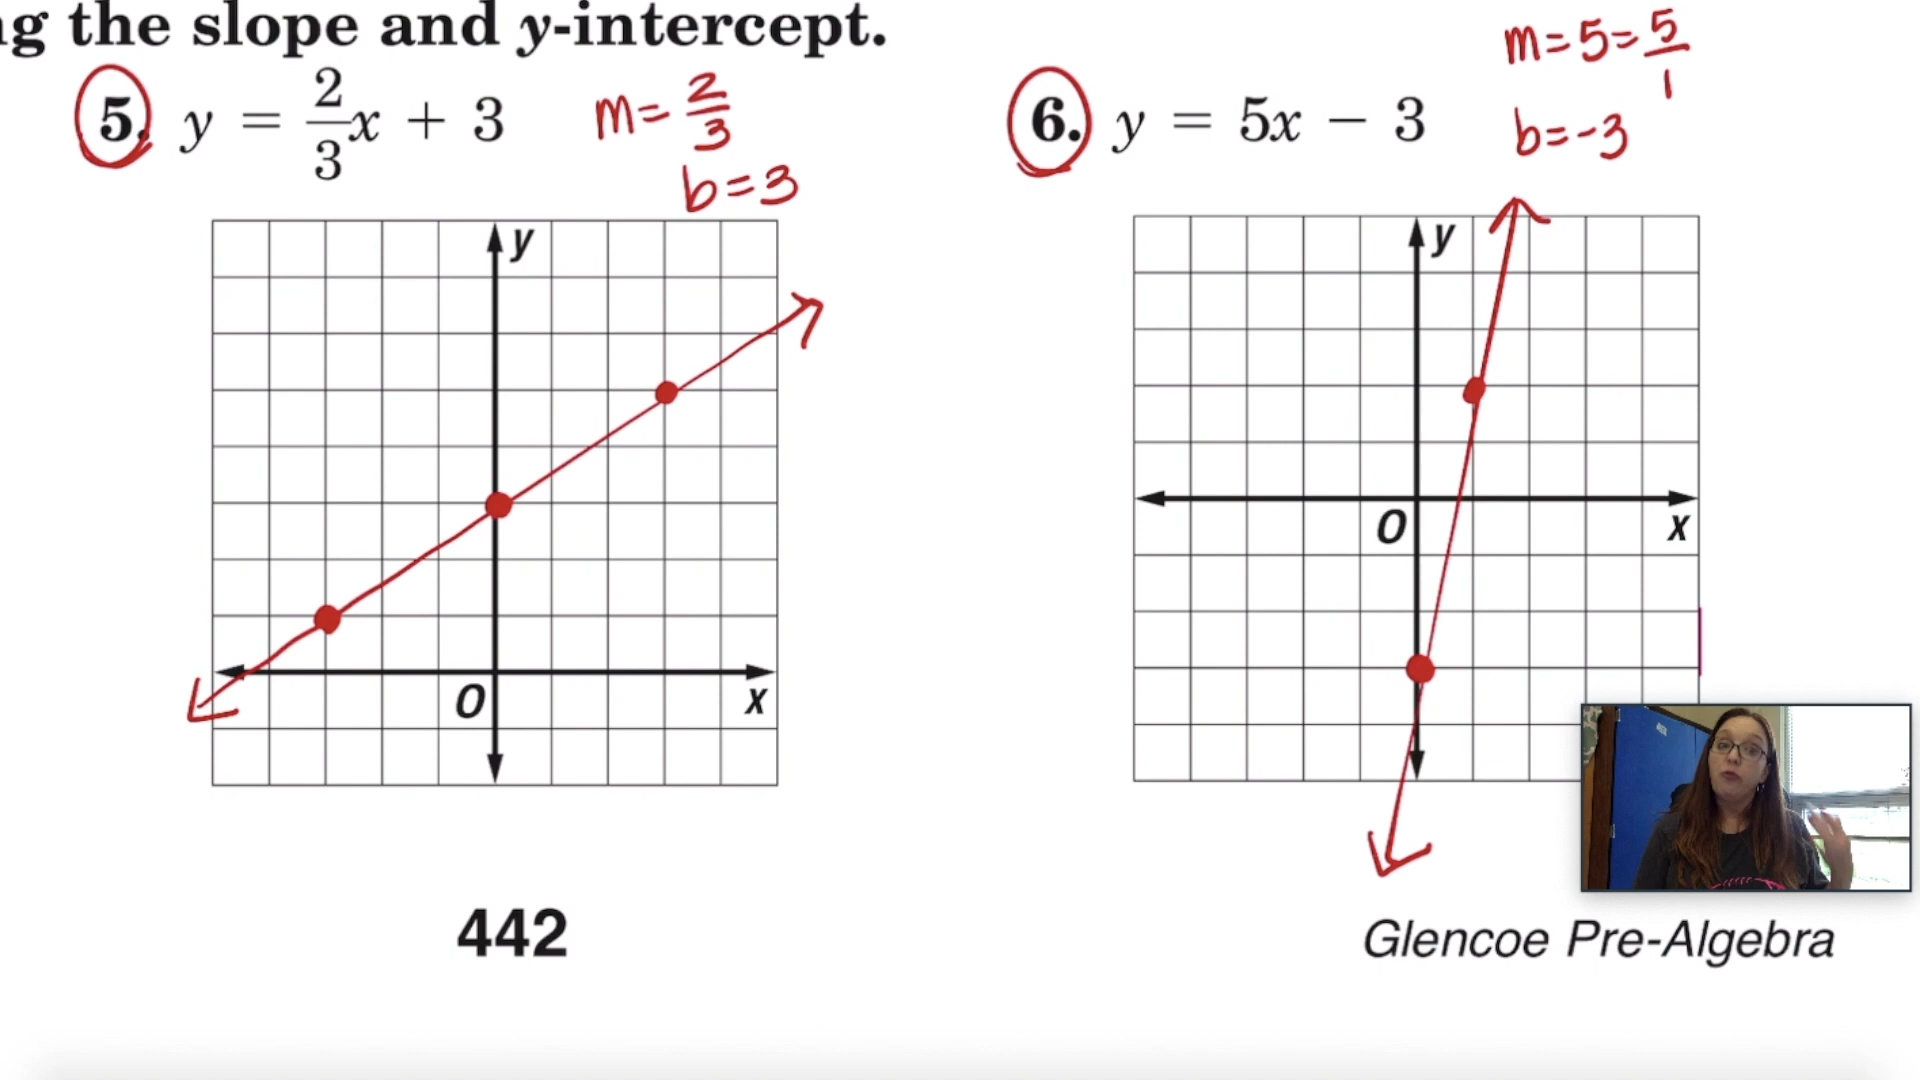 g the slope and y-intercept.
5. y = 2/3x + 3
m = 2/3
b = 3
y
O
x
6. y = 5x − 3
m = 5 = 5/1
b = -3
y
O
x
442
Glencoe Pre-Algebra